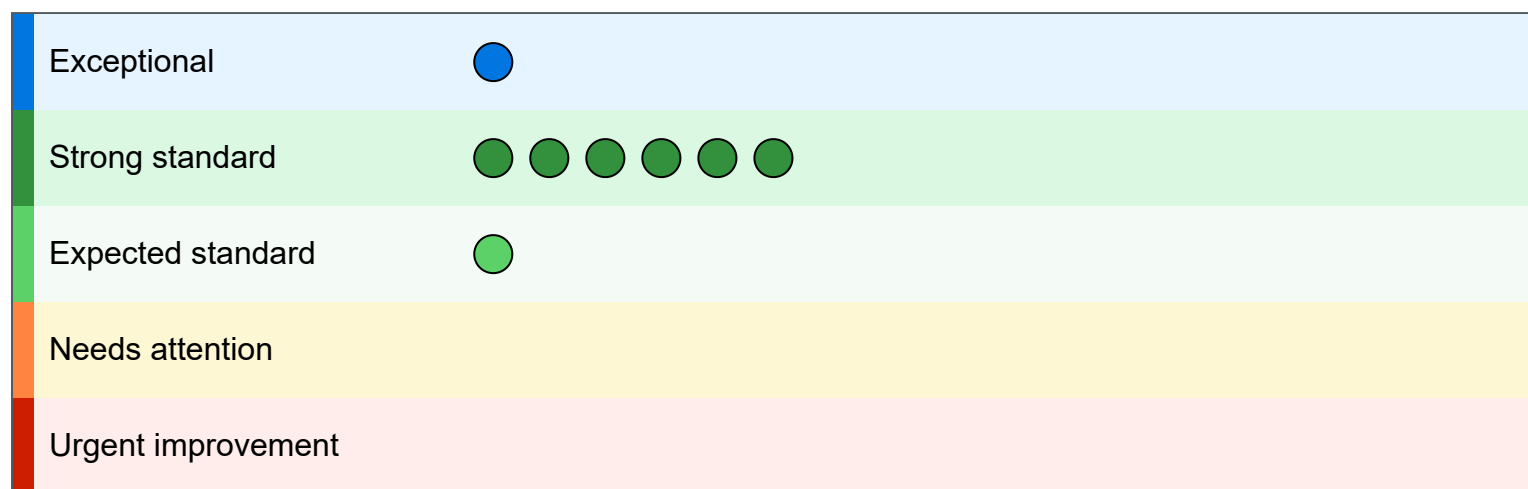 Exceptional
Strong standard
Expected standard
Needs attention
Urgent improvement